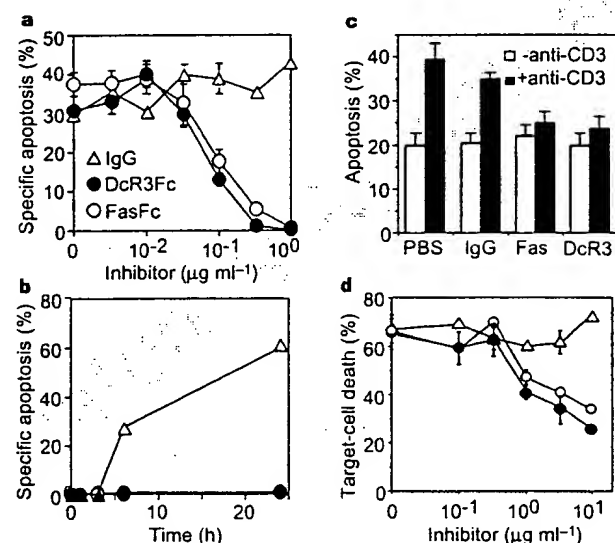 a
Specific apoptosis (%)
50
40
30
20
10
0
IgG
DcR3Fc
FasFc
0 10⁻² 10⁻¹ 10⁰
Inhibitor (µg ml⁻¹)
b
Specific apoptosis (%)
80
60
40
20
0
0 10 20
Time (h)
c
Apoptosis (%)
50
40
30
20
10
0
-anti-CD3
+anti-CD3
PBS IgG Fas DcR3
d
Target-cell death (%)
80
60
40
20
0
0 10⁻¹ 10⁰ 10¹
Inhibitor (µg ml⁻¹)